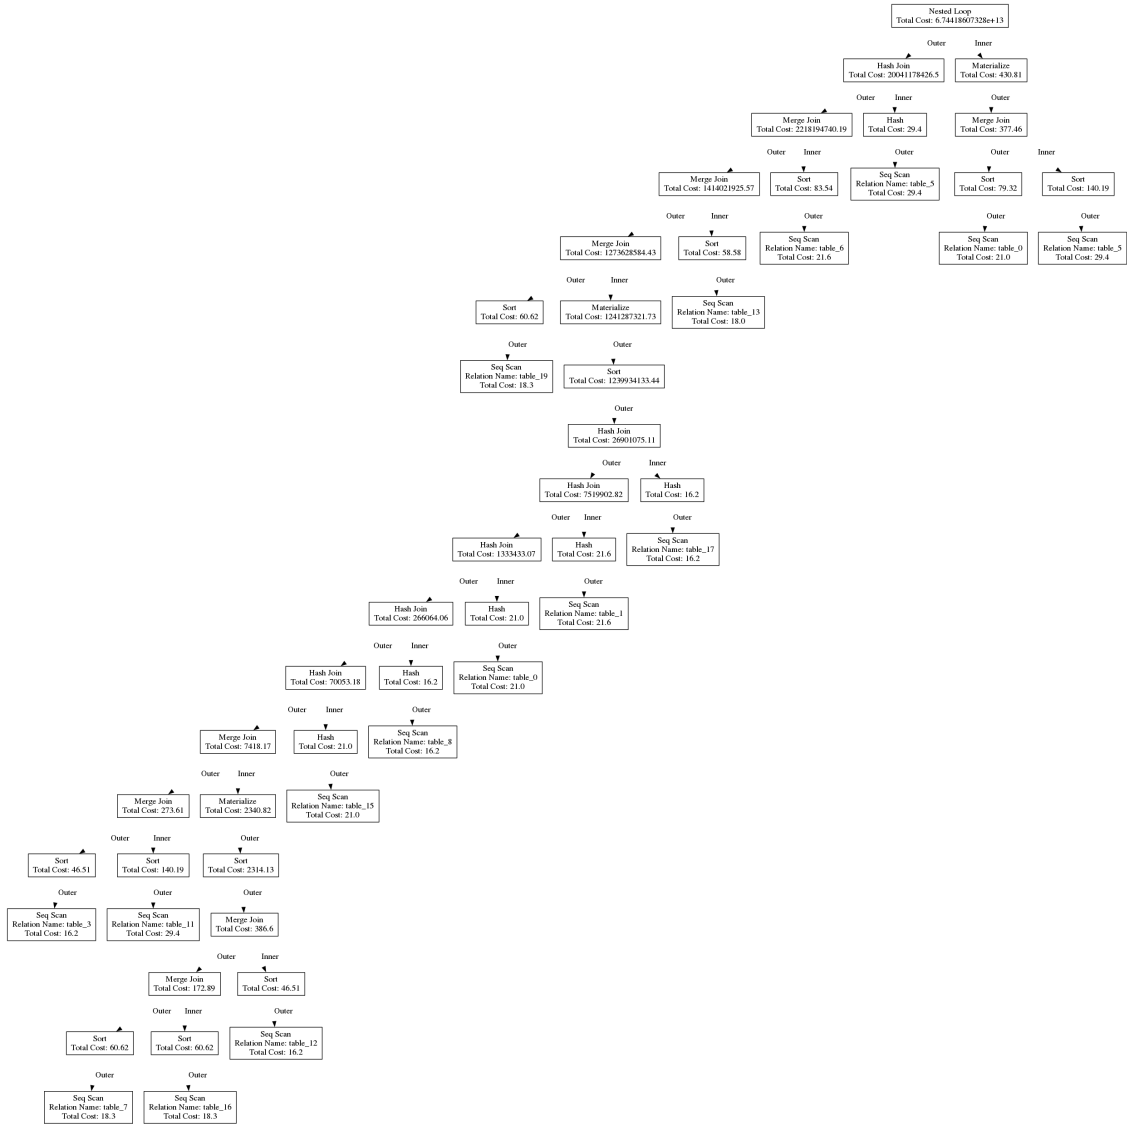 Nested Loop
Total Cost: 6.74418607328e+13
Outer
Inner
Hash Join
Total Cost: 20041178426.5
Materialize
Total Cost: 430.81
Outer
Inner
Outer
Merge Join
Total Cost: 2218194740.19
Hash
Total Cost: 29.4
Merge Join
Total Cost: 377.46
Outer
Inner
Outer
Outer
Inner
Merge Join
Total Cost: 1414021925.57
Sort
Total Cost: 83.54
Seq Scan
Relation Name: table_5
Total Cost: 29.4
Sort
Total Cost: 79.32
Sort
Total Cost: 140.19
Outer
Inner
Outer
Outer
Outer
Merge Join
Total Cost: 1273628584.43
Sort
Total Cost: 58.58
Seq Scan
Relation Name: table_6
Total Cost: 21.6
Seq Scan
Relation Name: table_0
Total Cost: 21.0
Seq Scan
Relation Name: table_5
Total Cost: 29.4
Outer
Inner
Outer
Sort
Total Cost: 60.62
Materialize
Total Cost: 1241287321.73
Seq Scan
Relation Name: table_13
Total Cost: 18.0
Outer
Outer
Seq Scan
Relation Name: table_19
Total Cost: 18.3
Sort
Total Cost: 1239934133.44
Outer
Hash Join
Total Cost: 26901075.11
Outer
Inner
Hash Join
Total Cost: 7519902.82
Hash
Total Cost: 16.2
Outer
Inner
Outer
Hash Join
Total Cost: 1333433.07
Hash
Total Cost: 21.6
Seq Scan
Relation Name: table_17
Total Cost: 16.2
Outer
Inner
Outer
Hash Join
Total Cost: 266064.06
Hash
Total Cost: 21.0
Seq Scan
Relation Name: table_1
Total Cost: 21.6
Outer
Inner
Outer
Hash Join
Total Cost: 70053.18
Hash
Total Cost: 16.2
Seq Scan
Relation Name: table_0
Total Cost: 21.0
Outer
Inner
Outer
Merge Join
Total Cost: 7418.17
Hash
Total Cost: 21.0
Seq Scan
Relation Name: table_8
Total Cost: 16.2
Outer
Inner
Outer
Merge Join
Total Cost: 273.61
Materialize
Total Cost: 2340.82
Seq Scan
Relation Name: table_15
Total Cost: 21.0
Outer
Inner
Outer
Sort
Total Cost: 46.51
Sort
Total Cost: 140.19
Sort
Total Cost: 2314.13
Outer
Outer
Outer
Seq Scan
Relation Name: table_3
Total Cost: 16.2
Seq Scan
Relation Name: table_11
Total Cost: 29.4
Merge Join
Total Cost: 386.6
Outer
Inner
Merge Join
Total Cost: 172.89
Sort
Total Cost: 46.51
Outer
Inner
Outer
Sort
Total Cost: 60.62
Sort
Total Cost: 60.62
Seq Scan
Relation Name: table_12
Total Cost: 16.2
Outer
Outer
Seq Scan
Relation Name: table_7
Total Cost: 18.3
Seq Scan
Relation Name: table_16
Total Cost: 18.3